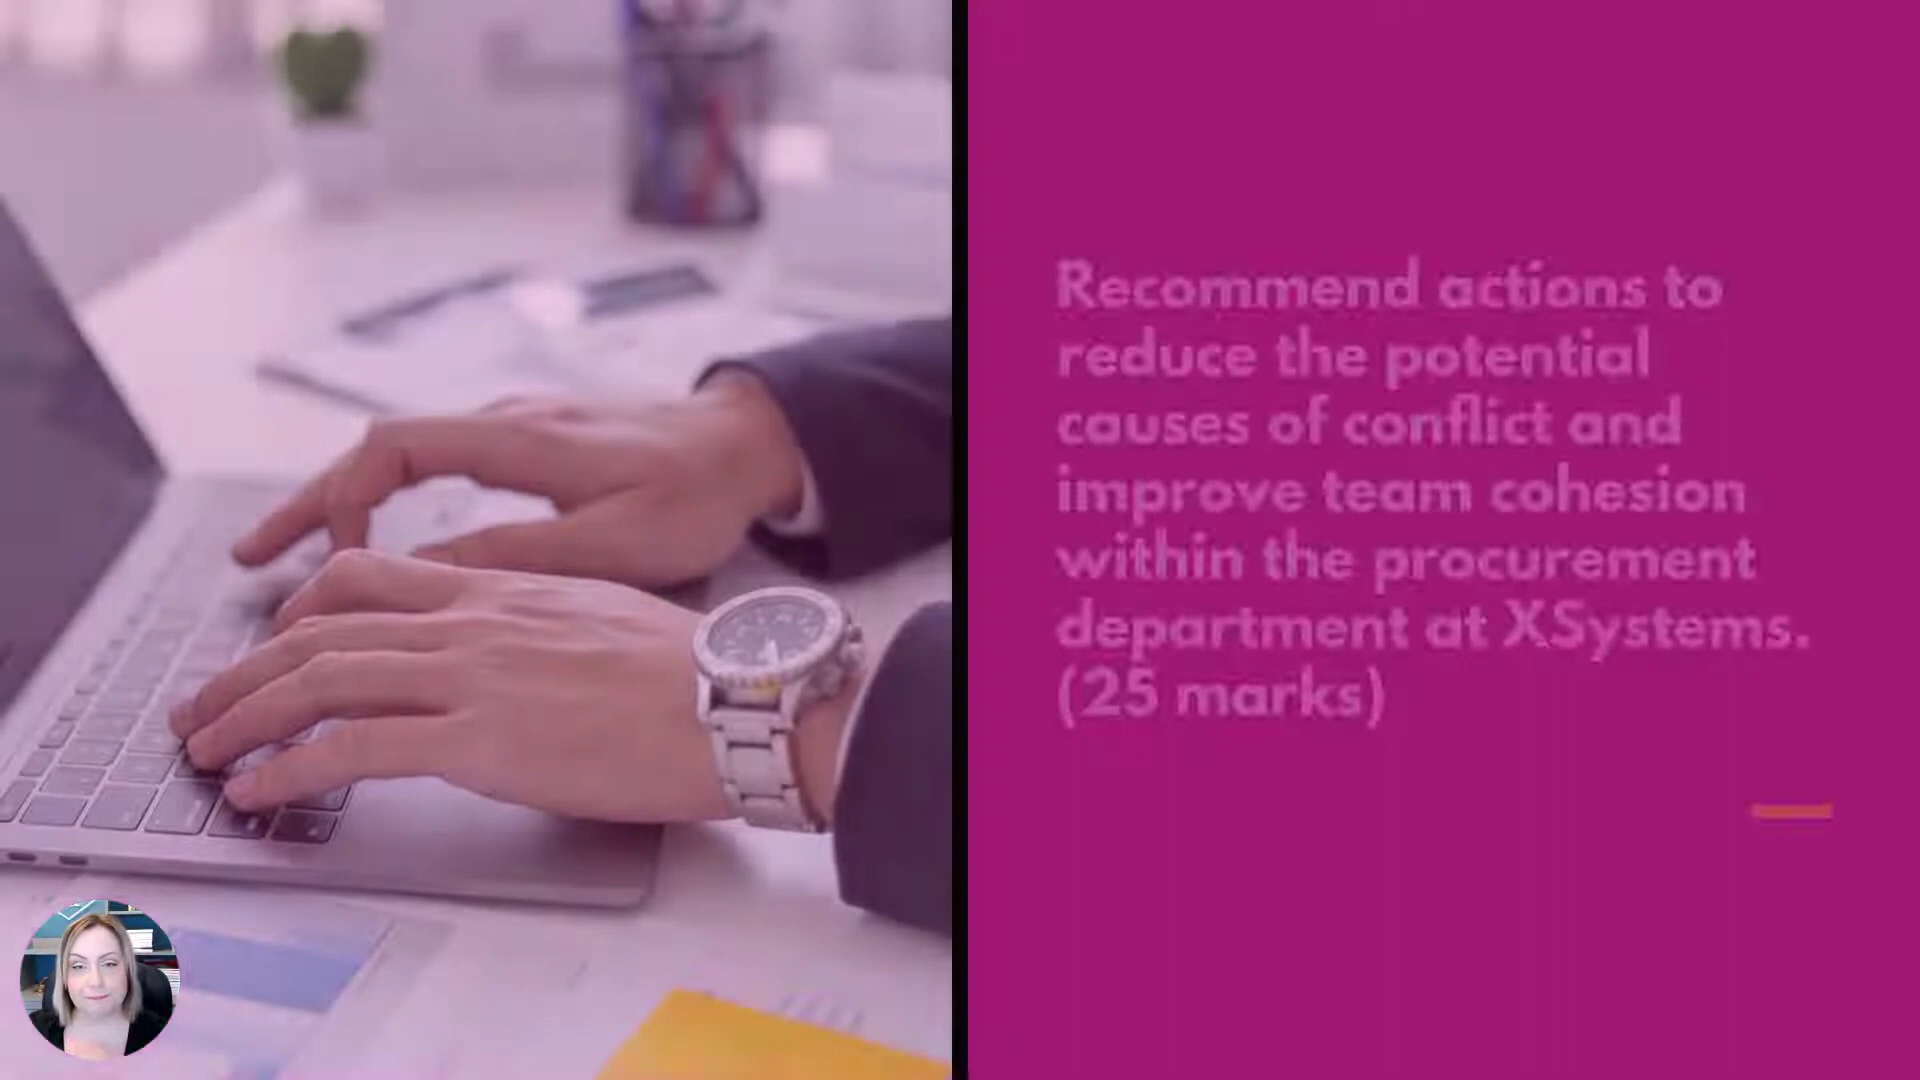 Recommend actions to
reduce the potential
causes of conflict and
improve team cohesion
within the procurement
department at XSystems.
(25 marks)